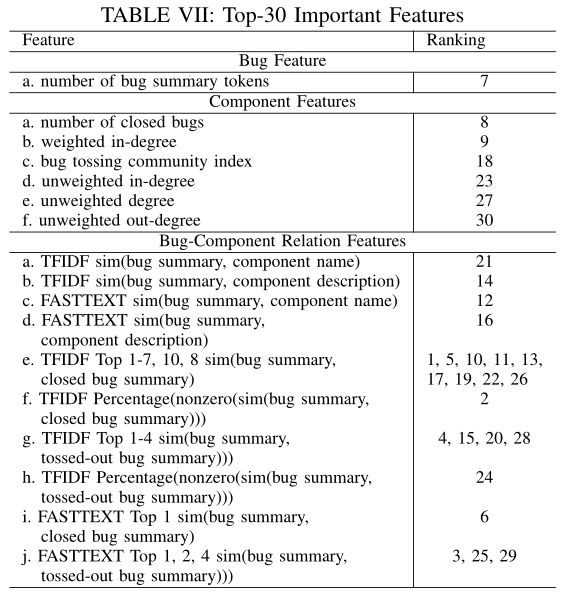 TABLE VII: Top-30 Important Features
Feature Ranking
Bug Feature
a. number of bug summary tokens 7
Component Features
a. number of closed bugs 8
b. weighted in-degree 9
c. bug tossing community index 18
d. unweighted in-degree 23
e. unweighted degree 27
f. unweighted out-degree 30
Bug-Component Relation Features
a. TFIDF sim(bug summary, component name) 21
b. TFIDF sim(bug summary, component description) 14
c. FASTTEXT sim(bug summary, component name) 12
d. FASTTEXT sim(bug summary, 16
component description)
e. TFIDF Top 1-7, 10, 8 sim(bug summary, 1, 5, 10, 11, 13,
closed bug summary) 17, 19, 22, 26
f. TFIDF Percentage(nonzero(sim(bug summary, 2
closed bug summary)))
g. TFIDF Top 1-4 sim(bug summary, 4, 15, 20, 28
tossed-out bug summary)))
h. TFIDF Percentage(nonzero(sim(bug summary, 24
tossed-out bug summary)))
i. FASTTEXT Top 1 sim(bug summary, 6
closed bug summary)
j. FASTTEXT Top 1, 2, 4 sim(bug summary, 3, 25, 29
tossed-out bug summary)))